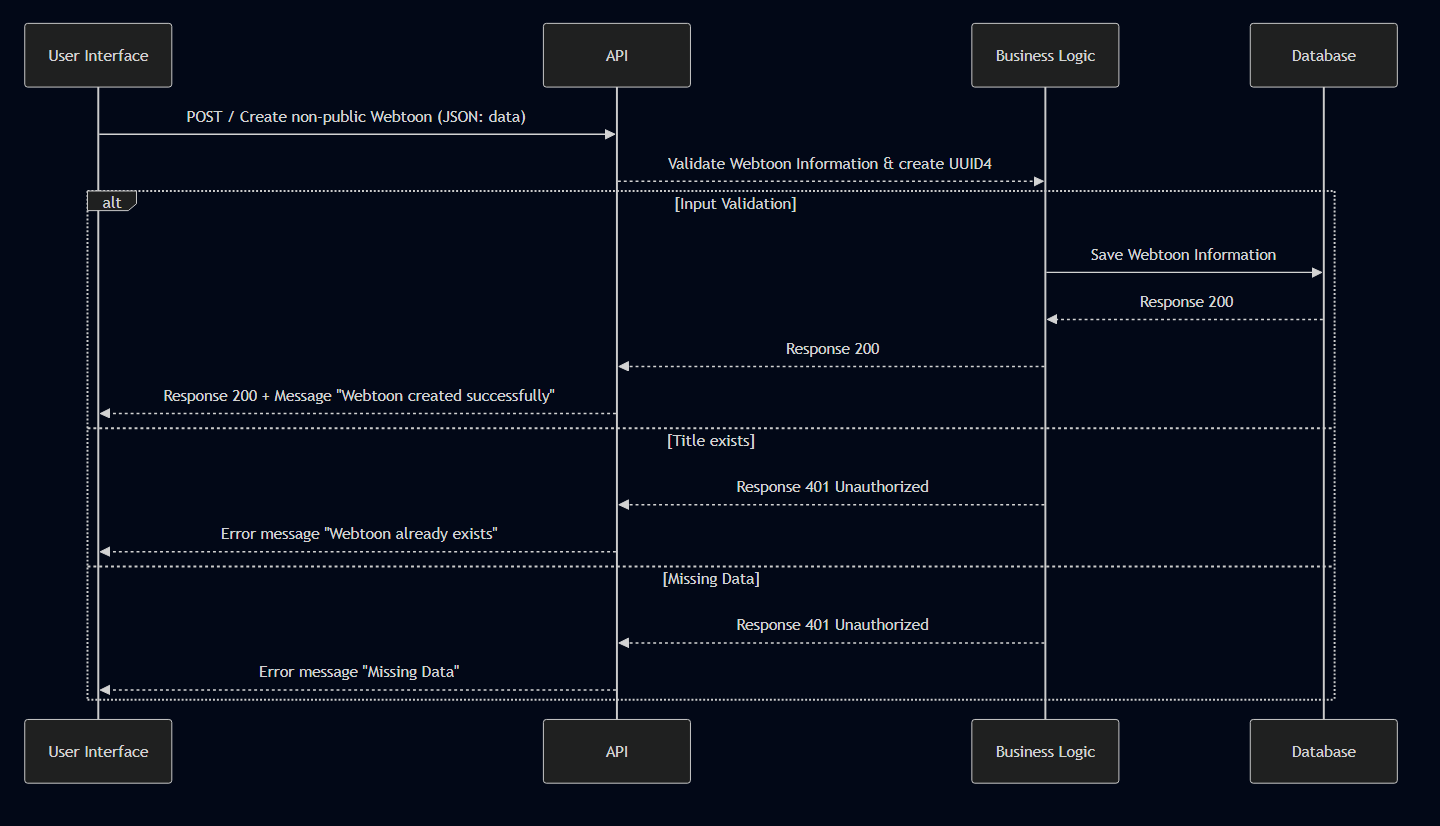 User Interface
API
Business Logic
Database
POST / Create non-public Webtoon (JSON: data)
Validate Webtoon Information & create UUID4
alt
[Input Validation]
Save Webtoon Information
Response 200
Response 200
Response 200 + Message "Webtoon created successfully"
[Title exists]
Response 401 Unauthorized
Error message "Webtoon already exists"
[Missing Data]
Response 401 Unauthorized
Error message "Missing Data"
User Interface
API
Business Logic
Database